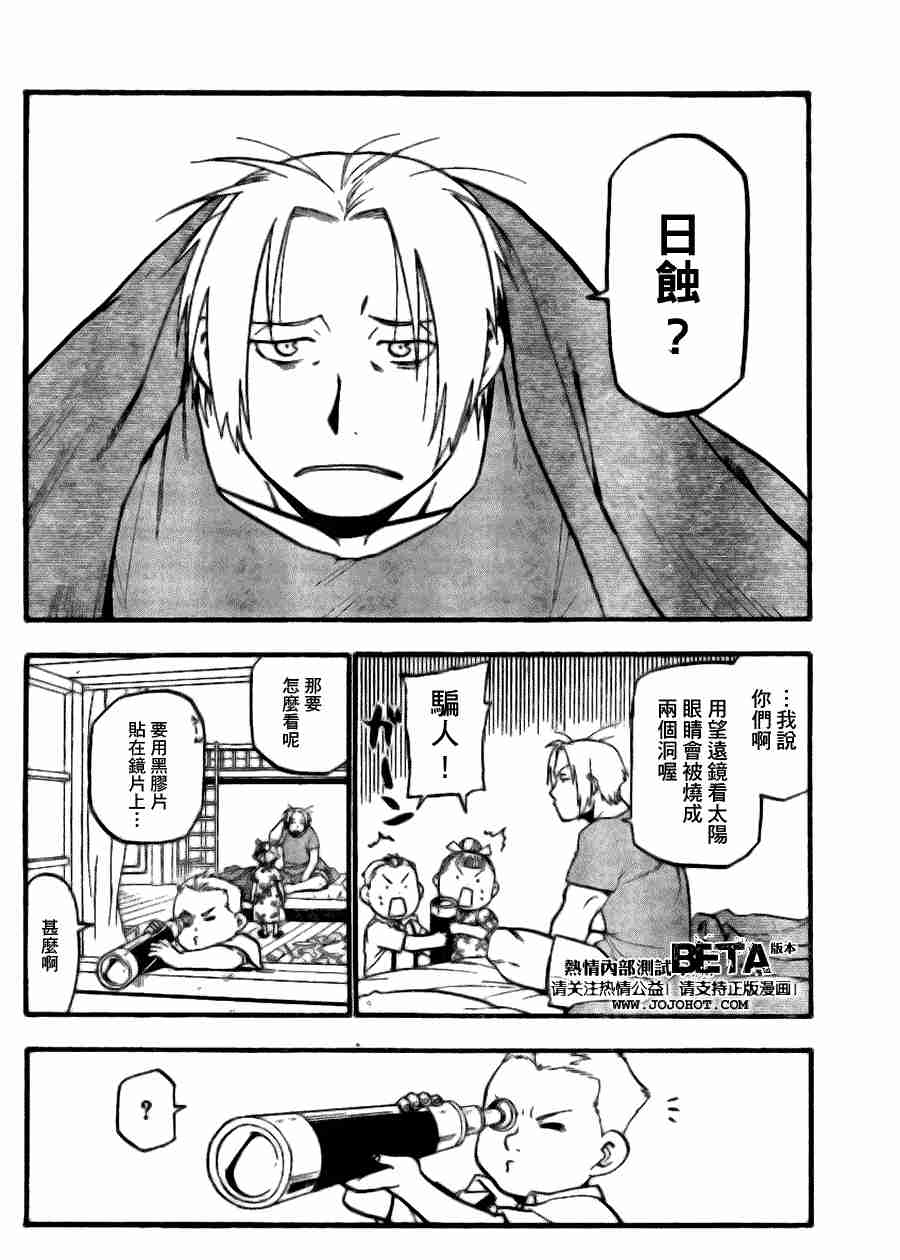 日蝕
？
…我說
你們啊
用望遠鏡看太陽
眼睛會被燒成
兩個洞喔
騙人！
ガーン
那要
怎麼看呢
要用黑膠片
貼在鏡片上…
甚麼啊
？
熱情內部測試
BETA版本
请关注热情公益！请支持正版漫画！
WWW.JOJOHOT.COM